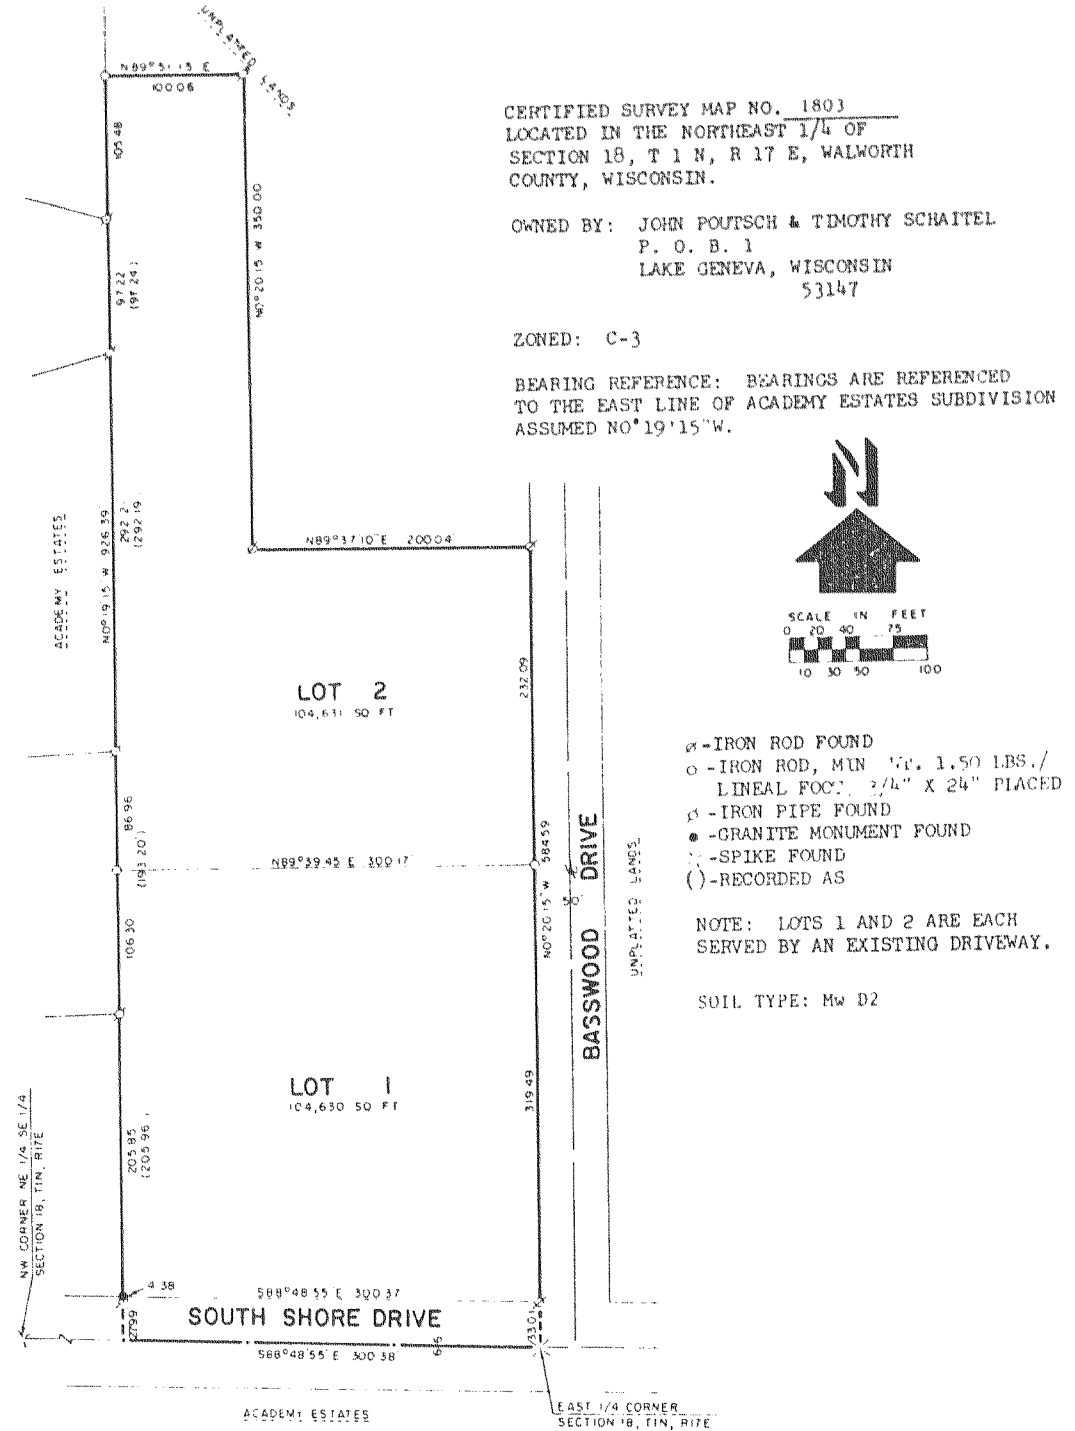 UNPLATTED LANDS
N89°51'15" E
100.06
105.48
N0°20'15" W 350.00
97.22
(97.24)
CERTIFIED SURVEY MAP NO. 1803
LOCATED IN THE NORTHEAST 1/4 OF
SECTION 18, T 1 N, R 17 E, WALWORTH
COUNTY, WISCONSIN.
OWNED BY: JOHN POUTSCH & TIMOTHY SCHAITEL
P. O. B. 1
LAKE GENEVA, WISCONSIN
53147
ZONED: C-3
BEARING REFERENCE: BEARINGS ARE REFERENCED
TO THE EAST LINE OF ACADEMY ESTATES SUBDIVISION
ASSUMED N0°19'15"W.
N
SCALE IN FEET
0 20 40 75
10 30 50 100
ACADEMY ESTATES
N0°19'15" W 926.39'
292.2
(292.19)
N89°37'10"E 200.04
LOT 2
104,631 SQ FT
232.09
86.96
(193.20')
N89°39'45 E 300.17
N0°20'15" W 584.59
50'
BASSWOOD DRIVE
UNPLATTED LANDS
106.30
ø-IRON ROD FOUND
o-IRON ROD, MIN WT. 1.50 LBS./
LINEAL FOOT, 3/4" X 24" PLACED
ø-IRON PIPE FOUND
●-GRANITE MONUMENT FOUND
-SPIKE FOUND
()-RECORDED AS
NOTE: LOTS 1 AND 2 ARE EACH
SERVED BY AN EXISTING DRIVEWAY.
SOIL TYPE: Mw D2
LOT 1
104,630 SQ FT
319.49
205.85
(205.96')
NW CORNER NE 1/4 SE 1/4
SECTION 18, T1N, R17E
4.38
S88°48'55"E 300.37
SOUTH SHORE DRIVE
27.99
33.01
S88°48'55"E 300.38
66
ACADEMY ESTATES
EAST 1/4 CORNER
SECTION 18, T1N, R17E